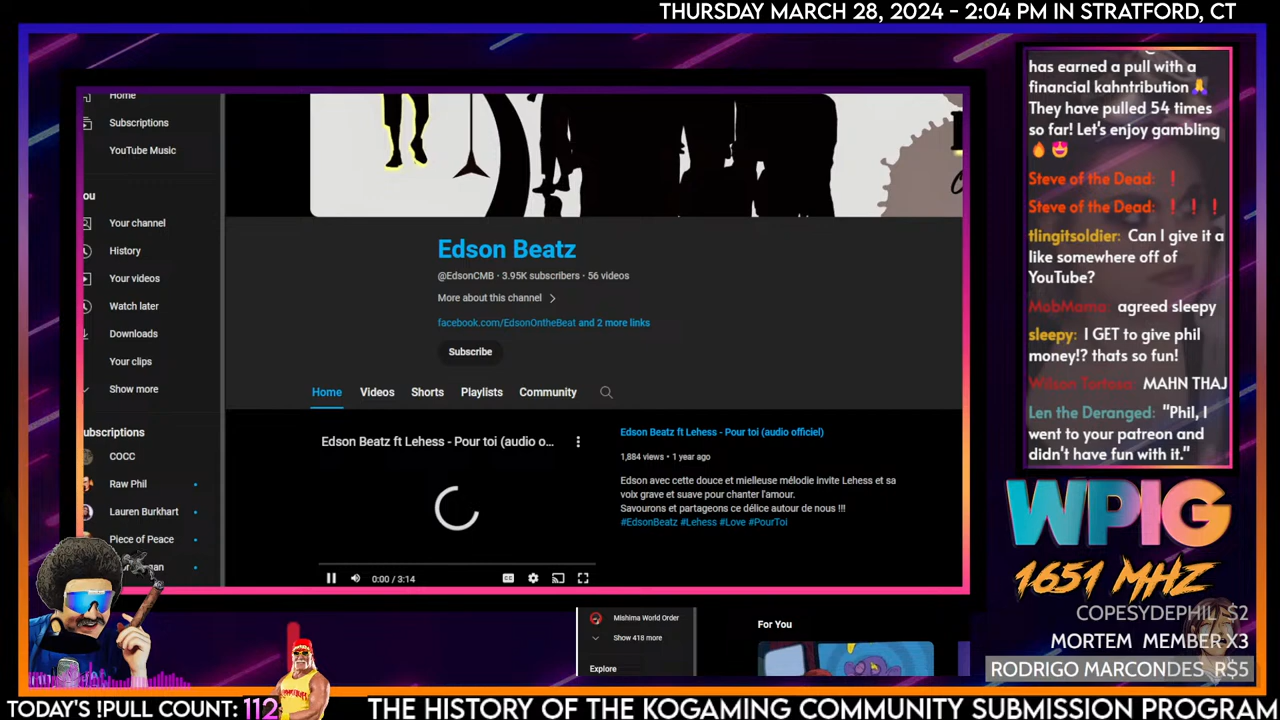 THURSDAY MARCH 28, 2024 - 2:04 PM IN STRATFORD, CT
Home
Subscriptions
YouTube Music
ou
Your channel
History
Your videos
Watch later
Downloads
Your clips
Show more
ubscriptions
COCC
Raw Phil
Lauren Burkhart
Piece of Peace
Edson Beatz
@EdsonCMB · 3.95K subscribers · 56 videos
More about this channel
facebook.com/EdsonOntheBeat and 2 more links
Subscribe
Home
Videos
Shorts
Playlists
Community
Edson Beatz ft Lehess - Pour toi (audio o...
0:00 / 3:14
Edson Beatz ft Lehess - Pour toi (audio officiel)
1,884 views · 1 year ago
Edson avec cette douce et mielleuse mélodie invite Lehess et sa
voix grave et suave pour chanter l'amour.
Savourons et partageons ce délice autour de nous !!!
#EdsonBeatz #Lehess #Love #PourToi
Mishima World Order
Show 418 more
Explore
For You
has earned a pull with a
financial kahntribution🙏
They have pulled 54 times
so far! Let's enjoy gambling
🔥😍
Steve of the Dead: ❗
Steve of the Dead: ❗❗❗
tlingitsoldier: Can I give it a
like somewhere off of
YouTube?
MobMama: agreed sleepy
sleepy: I GET to give phil
money!? thats so fun!
MAHN THAJ
Len the Deranged: "Phil, I
went to your patreon and
didn't have fun with it."
WPIG
1651 MHZ
COPESYDEPHIL $2
MORTEM MEMBER X3
RODRIGO MARCONDES R$5
TODAY'S !PULL COUNT: 112
THE HISTORY OF THE KOGAMING COMMUNITY SUBMISSION PROGRAM